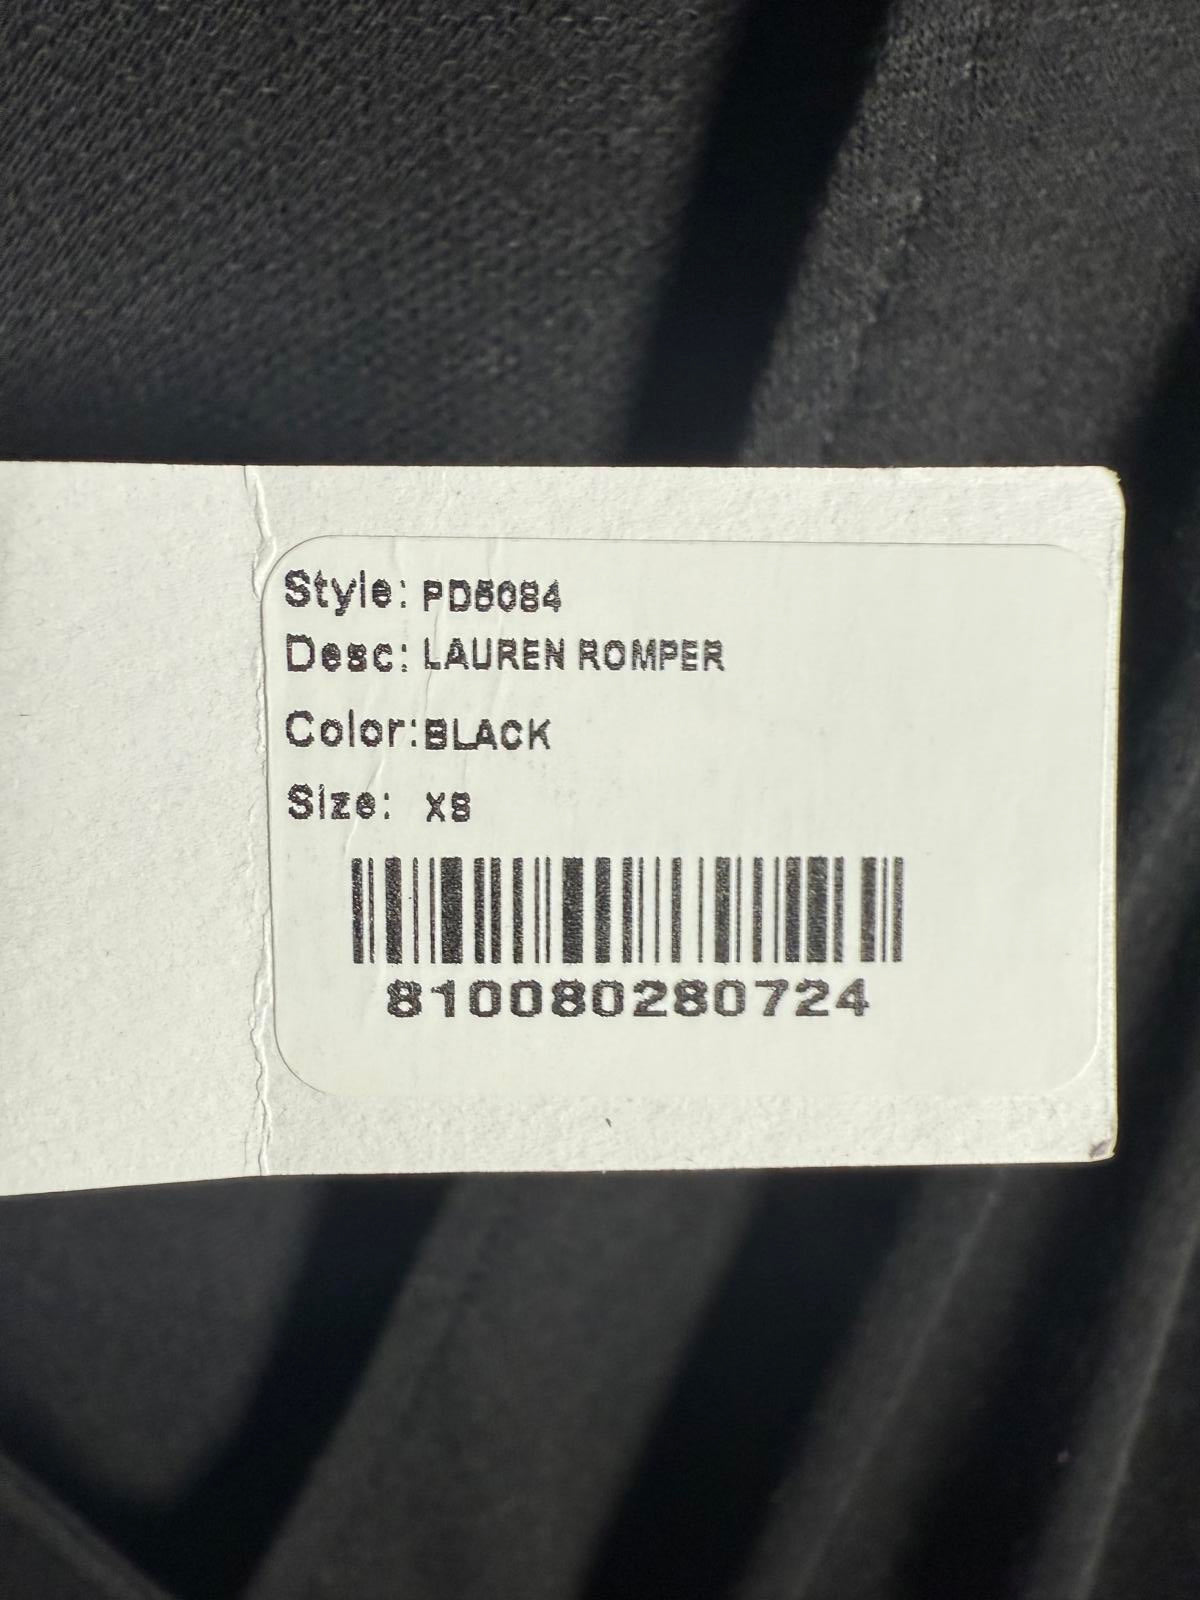 Style: PD5084
Desc: LAUREN ROMPER
Color: BLACK
Size: XS
810080280724